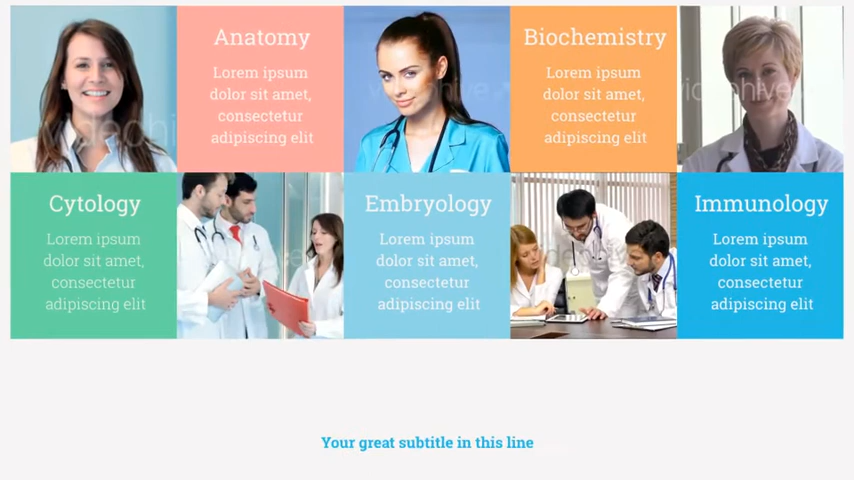 Anatomy
Lorem ipsum
dolor sit amet,
consectetur
adipiscing elit
Biochemistry
Lorem ipsum
dolor sit amet,
consectetur
adipiscing elit
Cytology
Lorem ipsum
dolor sit amet,
consectetur
adipiscing elit
Embryology
Lorem ipsum
dolor sit amet,
consectetur
adipiscing elit
Immunology
Lorem ipsum
dolor sit amet,
consectetur
adipiscing elit
Your great subtitle in this line